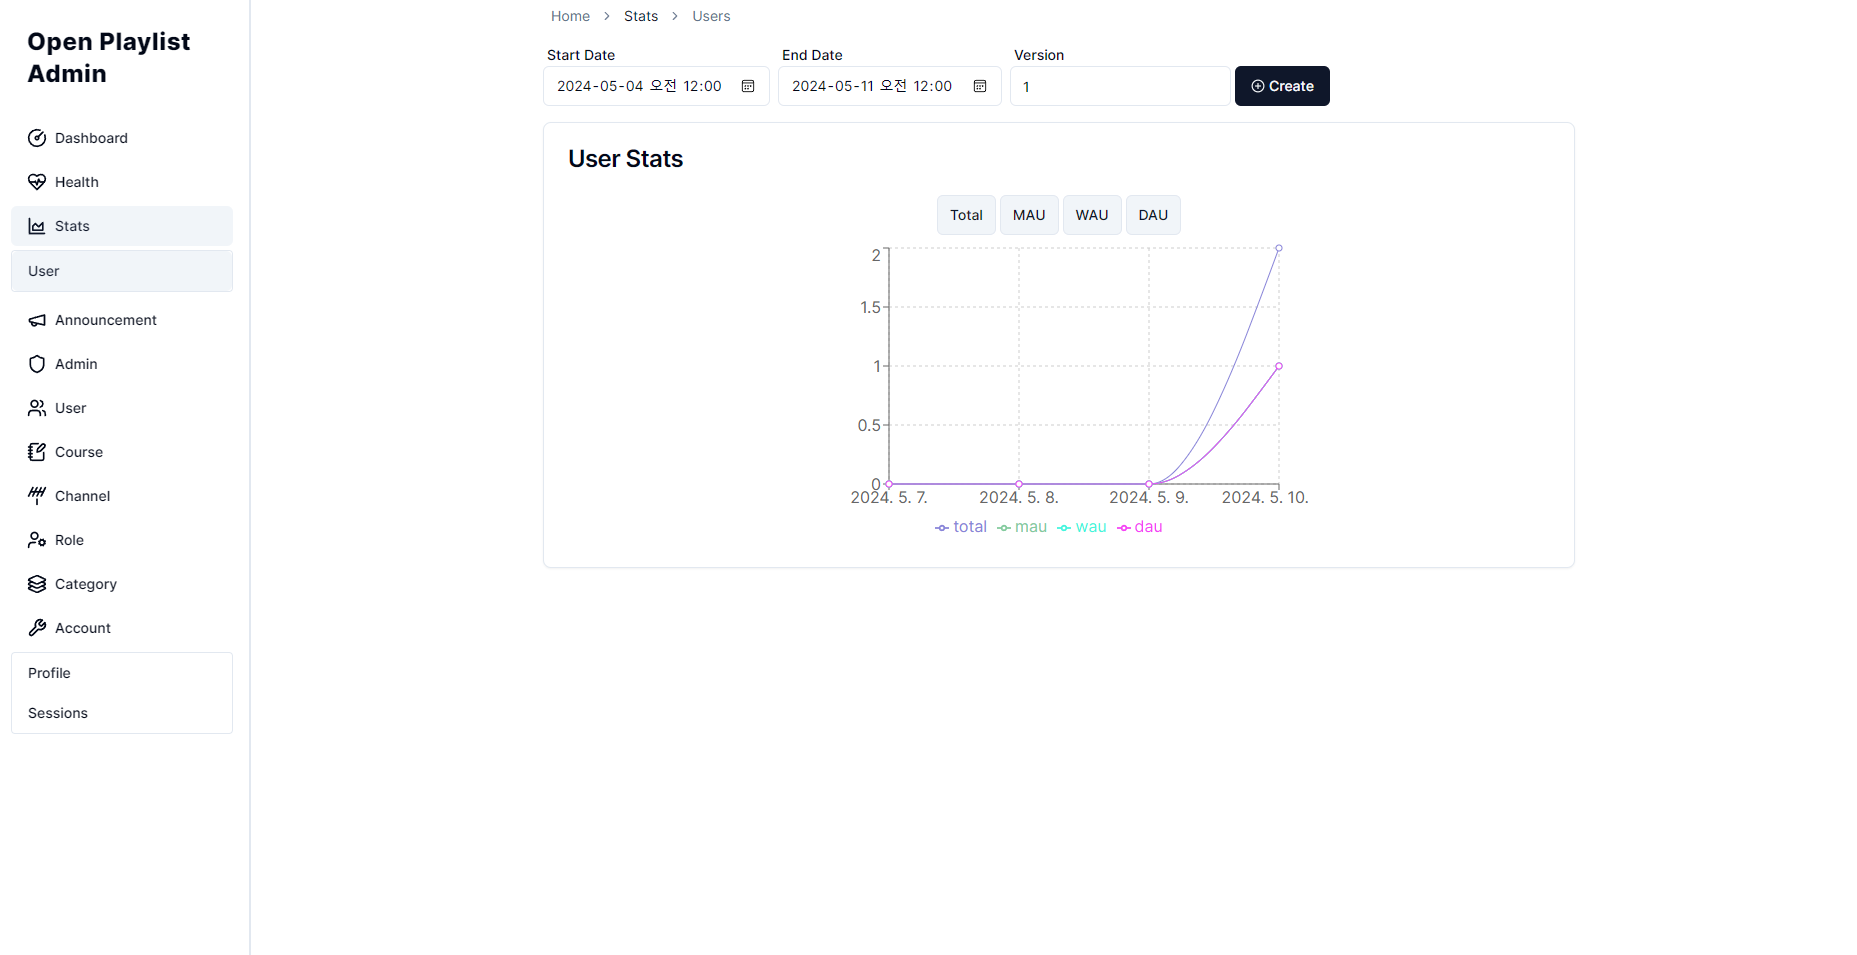 Open Playlist
Admin
Dashboard
Health
Stats
User
Announcement
Admin
User
Course
Channel
Role
Category
Account
Profile
Sessions
Home > Stats > Users
Start Date End Date Version
2024-05-04 오전 12:00 2024-05-11 오전 12:00 1 Create
User Stats
Total MAU WAU DAU
2
1.5
1
0.5
0
2024. 5. 7. 2024. 5. 8. 2024. 5. 9. 2024. 5. 10.
total mau wau dau